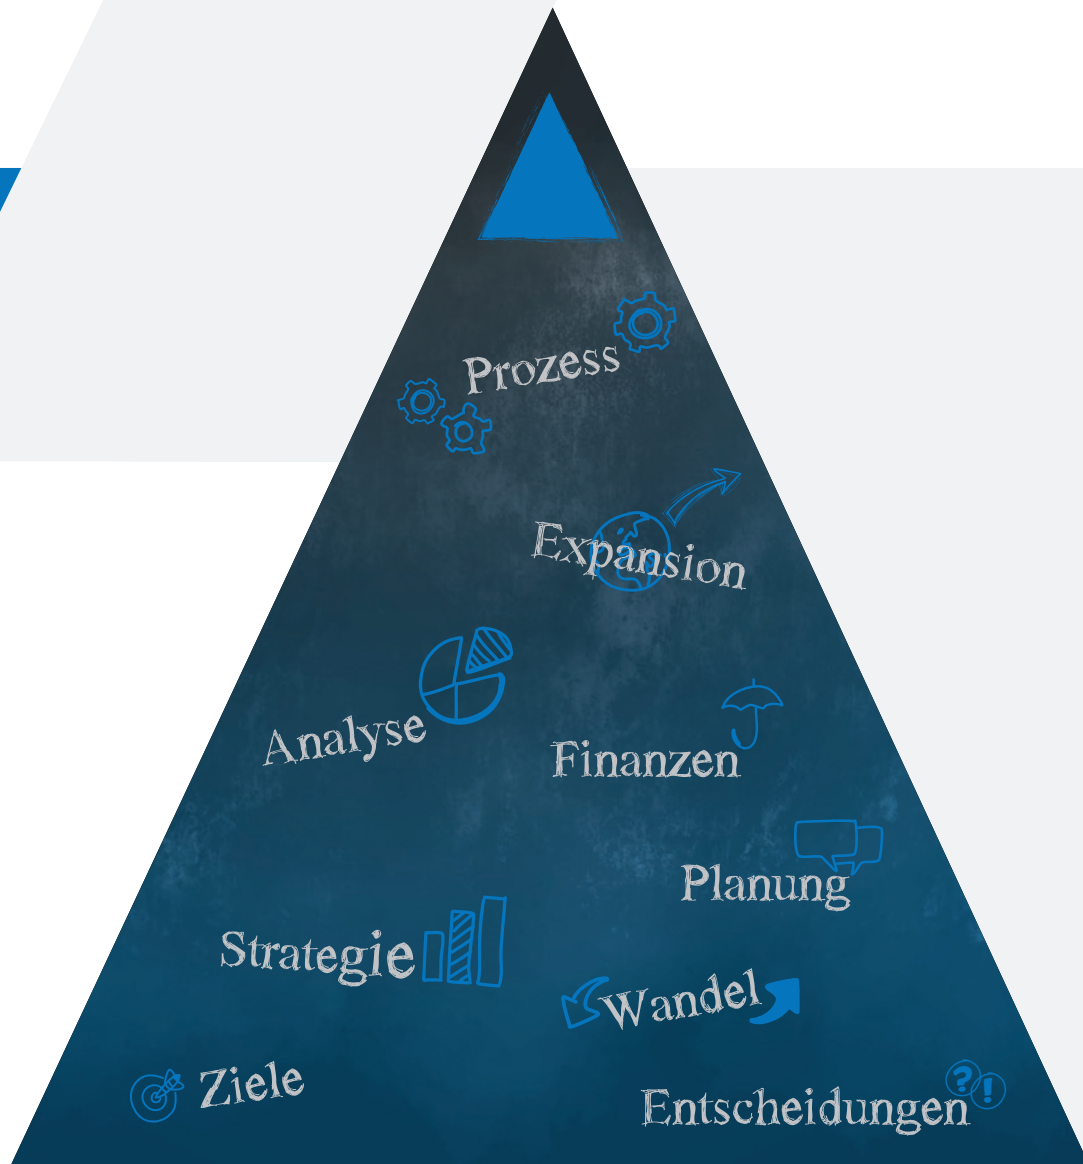 Prozess
Expansion
Analyse
Finanzen
Planung
Strategie
Wandel
Ziele
Entscheidungen